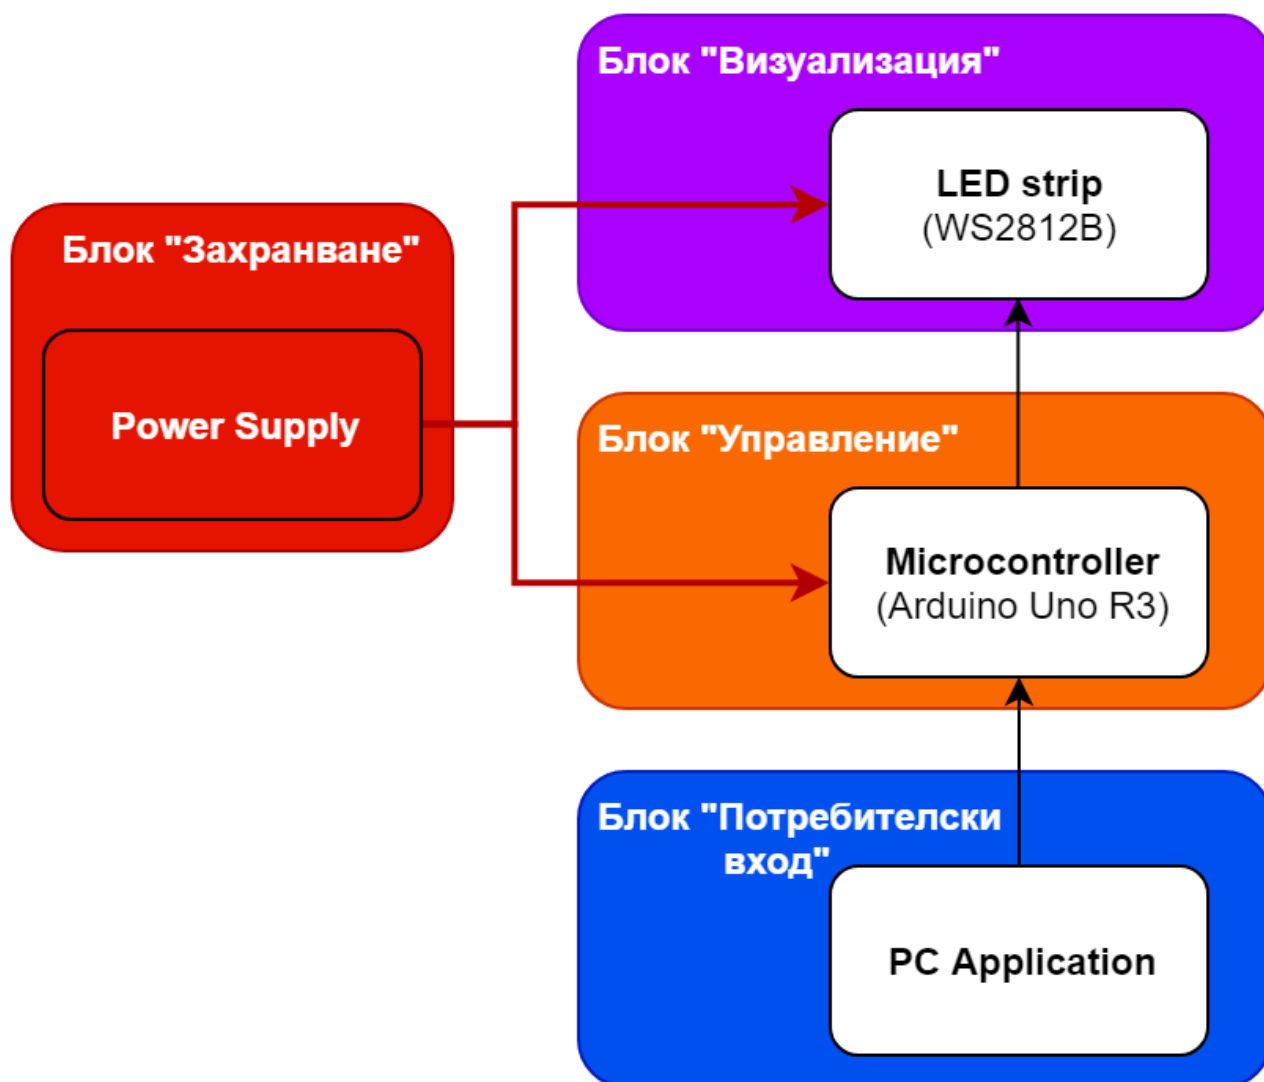 Блок "Визуализация"
LED strip
(WS2812B)
Блок "Захранване"
Power Supply
Блок "Управление"
Microcontroller
(Arduino Uno R3)
Блок "Потребителски
вход"
PC Application